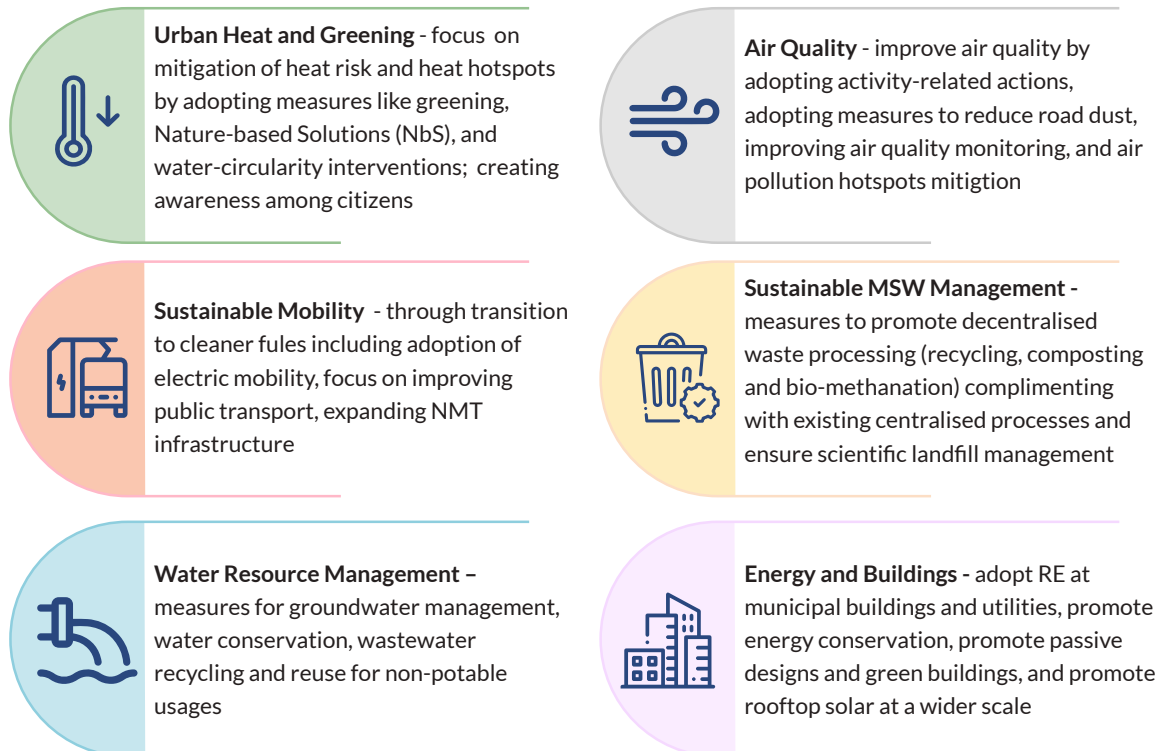 Urban Heat and Greening - focus on
mitigation of heat risk and heat hotspots
by adopting measures like greening,
Nature-based Solutions (NbS), and
water-circularity interventions; creating
awareness among citizens
Air Quality - improve air quality by
adopting activity-related actions,
adopting measures to reduce road dust,
improving air quality monitoring, and air
pollution hotspots mitigtion
Sustainable Mobility - through transition
to cleaner fules including adoption of
electric mobility, focus on improving
public transport, expanding NMT
infrastructure
Sustainable MSW Management -
measures to promote decentralised
waste processing (recycling, composting
and bio-methanation) complimenting
with existing centralised processes and
ensure scientific landfill management
Water Resource Management –
measures for groundwater management,
water conservation, wastewater
recycling and reuse for non-potable
usages
Energy and Buildings - adopt RE at
municipal buildings and utilities, promote
energy conservation, promote passive
designs and green buildings, and promote
rooftop solar at a wider scale